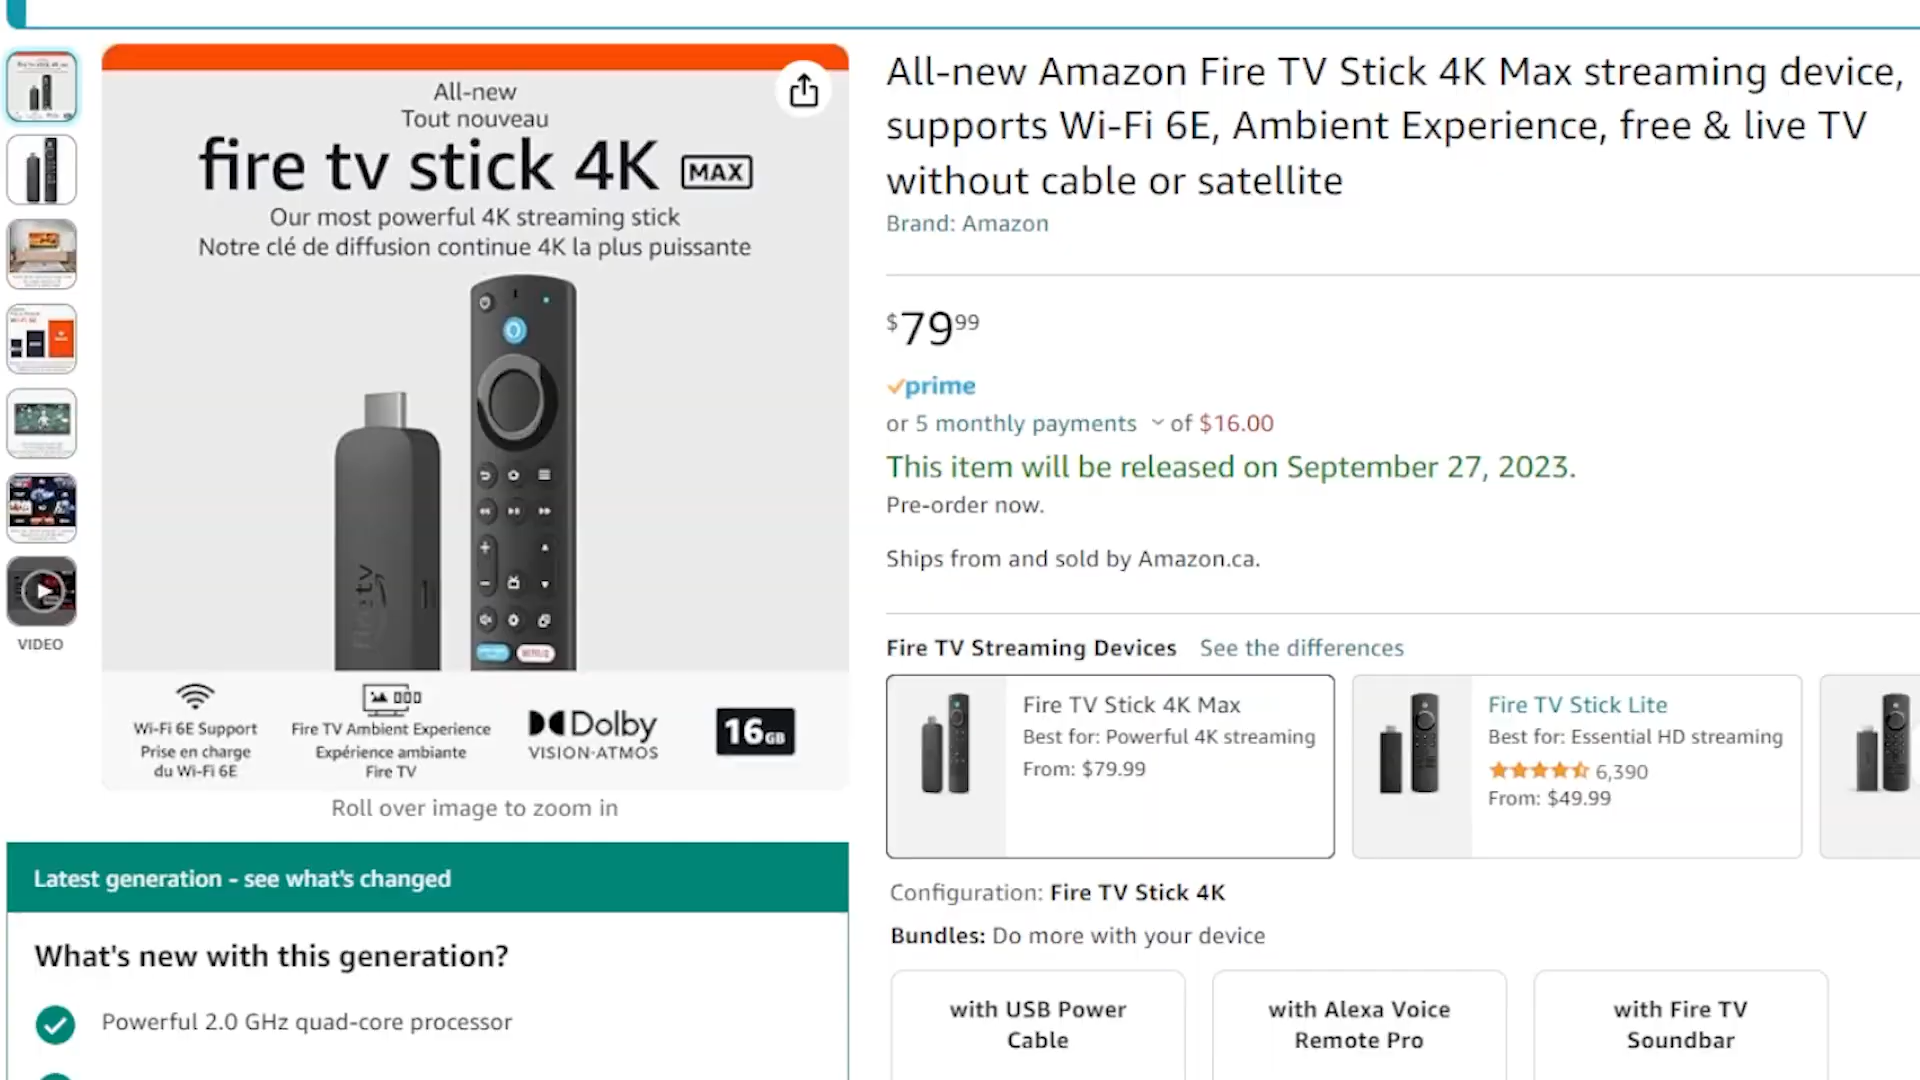 All-new
Tout nouveau
fire tv stick 4K MAX
Our most powerful 4K streaming stick
Notre clé de diffusion continue 4K la plus puissante
fire tv
Wi-Fi 6E Support
Prise en charge
du Wi-Fi 6E
Fire TV Ambient Experience
Expérience ambiante
Fire TV
Dolby
VISION·ATMOS
16GB
Roll over image to zoom in
VIDEO
Latest generation - see what's changed
What's new with this generation?
Powerful 2.0 GHz quad-core processor
All-new Amazon Fire TV Stick 4K Max streaming device,
supports Wi-Fi 6E, Ambient Experience, free & live TV
without cable or satellite
Brand: Amazon
$79.99
prime
or 5 monthly payments of $16.00
This item will be released on September 27, 2023.
Pre-order now.
Ships from and sold by Amazon.ca.
Fire TV Streaming Devices See the differences
Fire TV Stick 4K Max
Best for: Powerful 4K streaming
From: $79.99
Fire TV Stick Lite
Best for: Essential HD streaming
6,390
From: $49.99
Configuration: Fire TV Stick 4K
Bundles: Do more with your device
with USB Power
Cable
with Alexa Voice
Remote Pro
with Fire TV
Soundbar